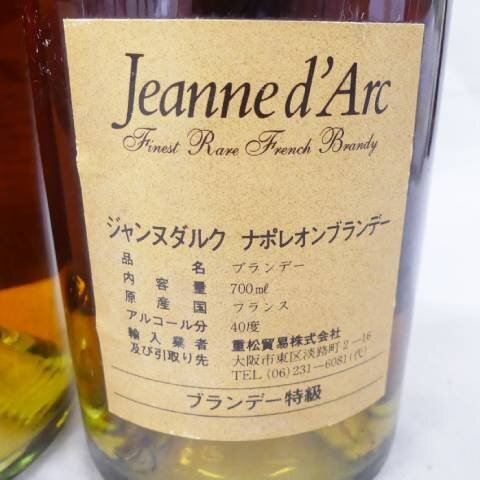 Jeanne d'Arc
Finest Rare French Brandy
ジャンヌダルク ナポレオンブランデー
品名 ブランデー
内容量 700mℓ
原産国 フランス
アルコール分 40度
輸入業者 重松貿易株式会社
及び引取り先 大阪市東区淡路町2-16
TEL (06)231-6081(代)
ブランデー特級